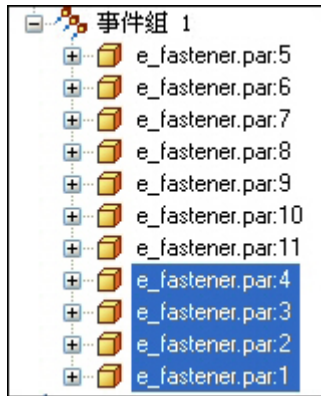 事件组 1
e_fastener.par:5
e_fastener.par:6
e_fastener.par:7
e_fastener.par:8
e_fastener.par:9
e_fastener.par:10
e_fastener.par:11
e_fastener.par:4
e_fastener.par:3
e_fastener.par:2
e_fastener.par:1